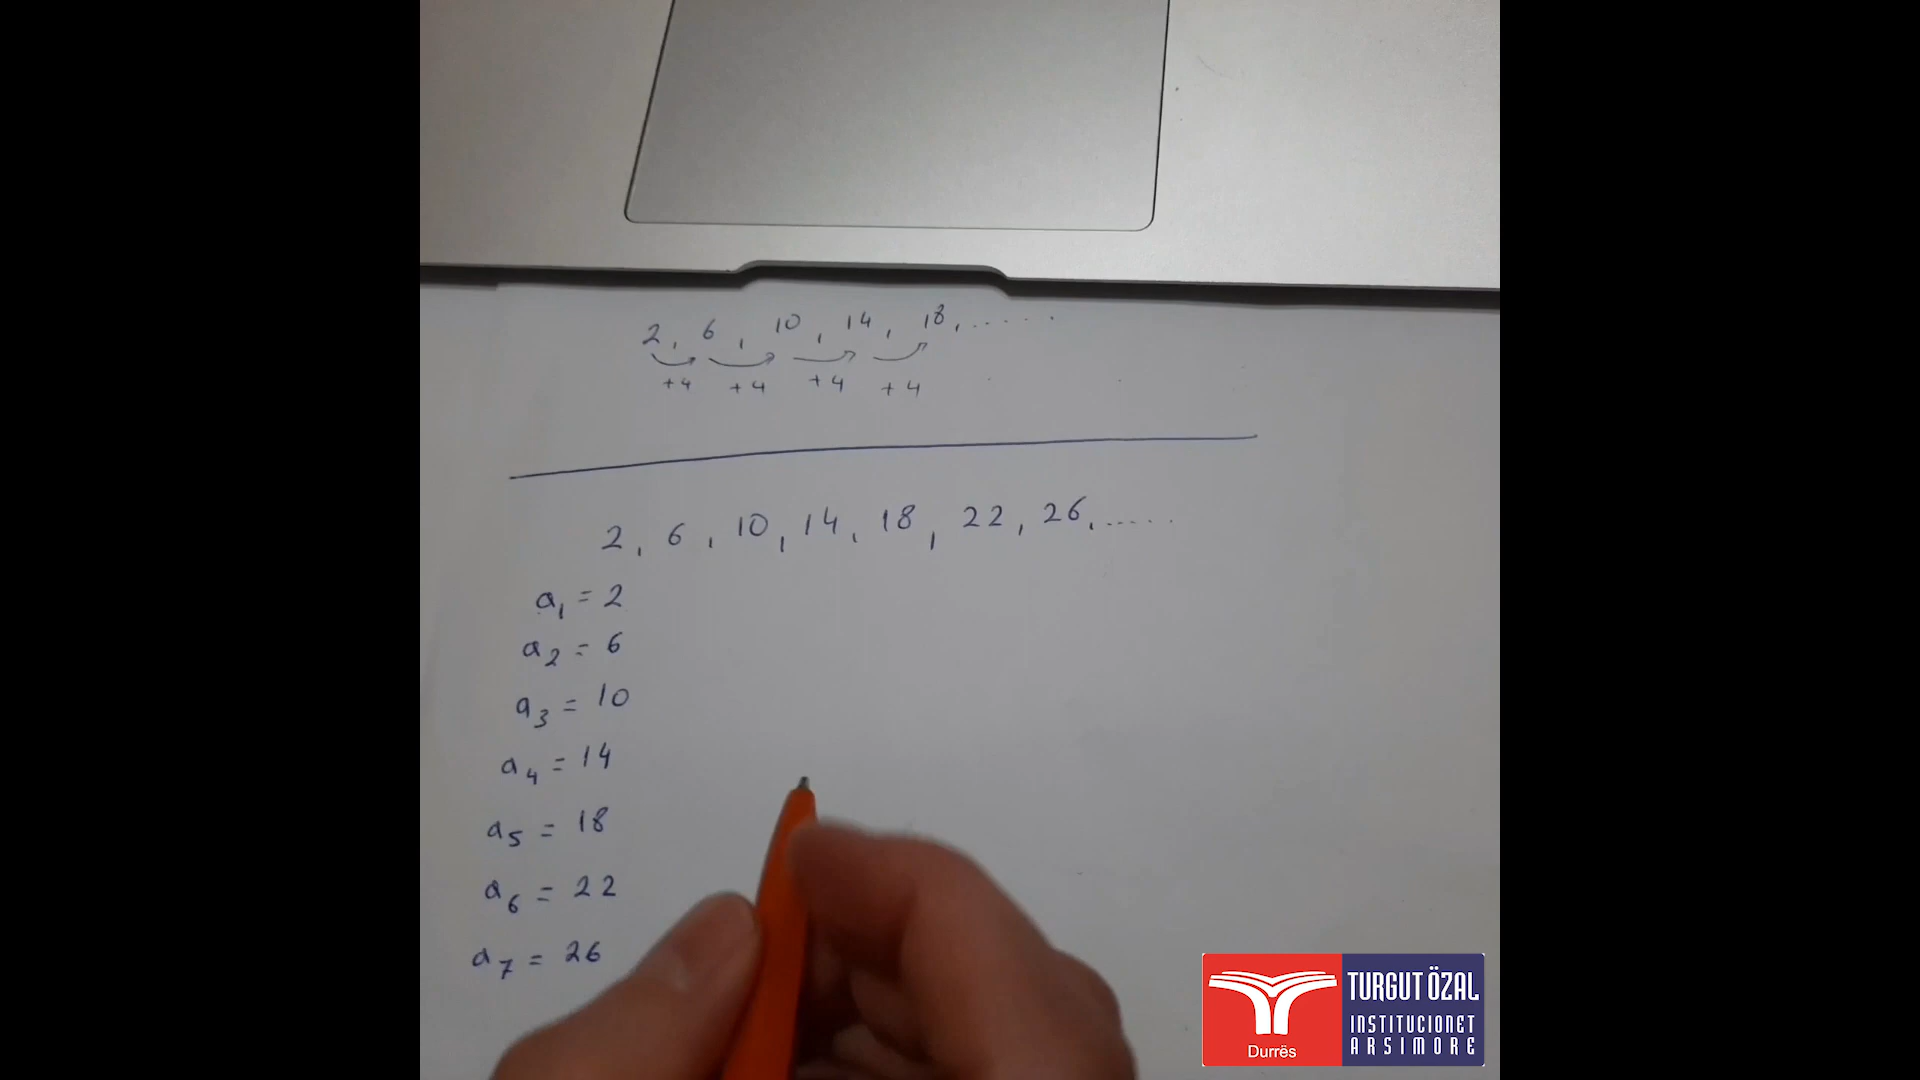 2, 6, 10, 14, 18, ......
+4 +4 +4 +4
2, 6, 10, 14, 18, 22, 26, .....
a₁ = 2
a₂ = 6
a₃ = 10
a₄ = 14
a₅ = 18
a₆ = 22
a₇ = 26
TURGUT ÖZAL
INSTITUCIONET
ARSIMORE
Durrës